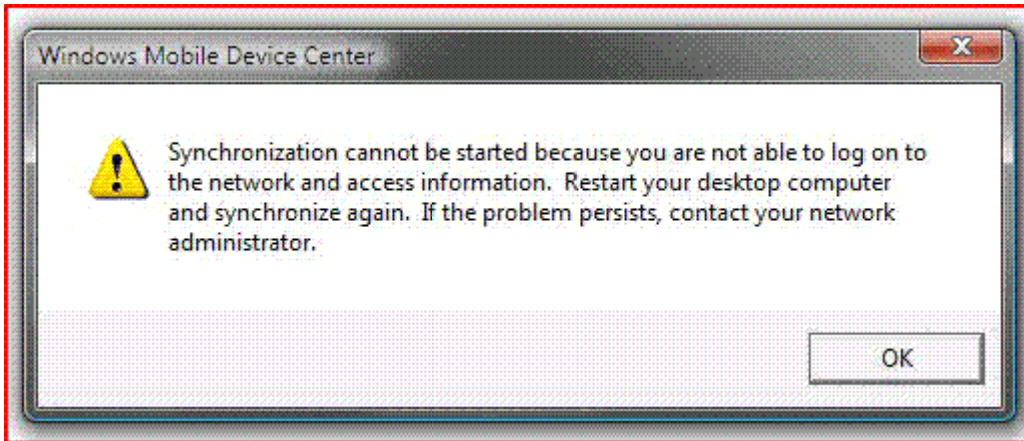 Windows Mobile Device Center
Synchronization cannot be started because you are not able to log on to
the network and access information.  Restart your desktop computer
and synchronize again.  If the problem persists, contact your network
administrator.
OK